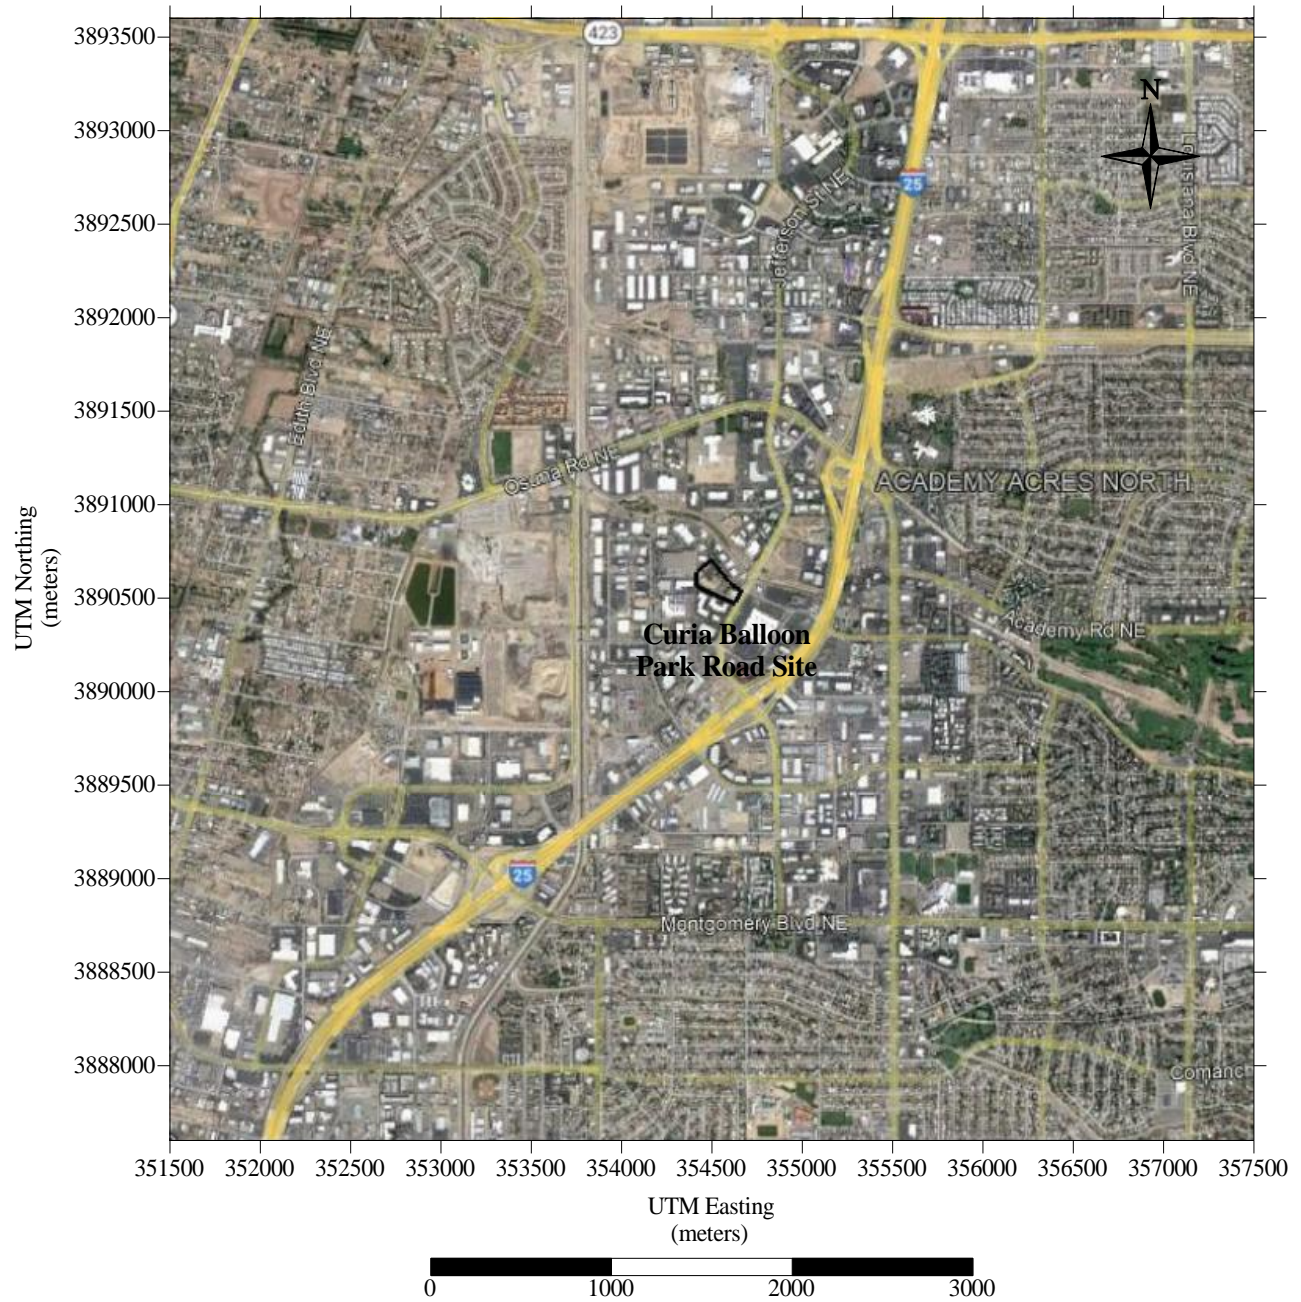 3893500
423
N
3893000
25
Louisiana Blvd NE
3892500
Jefferson St NE
3892000
Edith Blvd NE
3891500
Osuna Rd NE
ACADEMY ACRES NORTH
3891000
UTM Northing
(meters)
3890500
Curia Balloon
Park Road Site
Academy Rd NE
3890000
3889500
25
3889000
Montgomery Blvd NE
3888500
3888000
Comanc
351500 352000 352500 353000 353500 354000 354500 355000 355500 356000 356500 357000 357500
UTM Easting
(meters)
0 1000 2000 3000